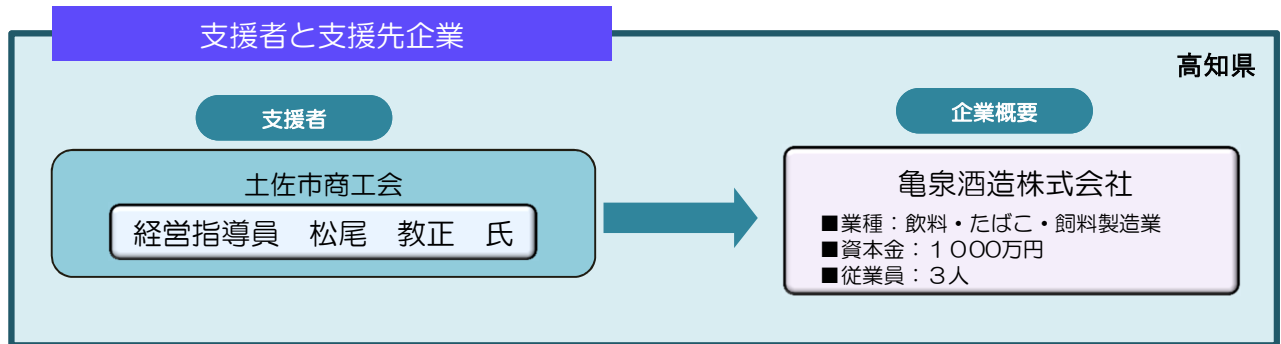 支援者と支援先企業
高知県
支援者
土佐市商工会
経営指導員　松尾　教正　氏
企業概要
亀泉酒造株式会社
■業種：飲料・たばこ・飼料製造業
■資本金：１０００万円
■従業員：３人